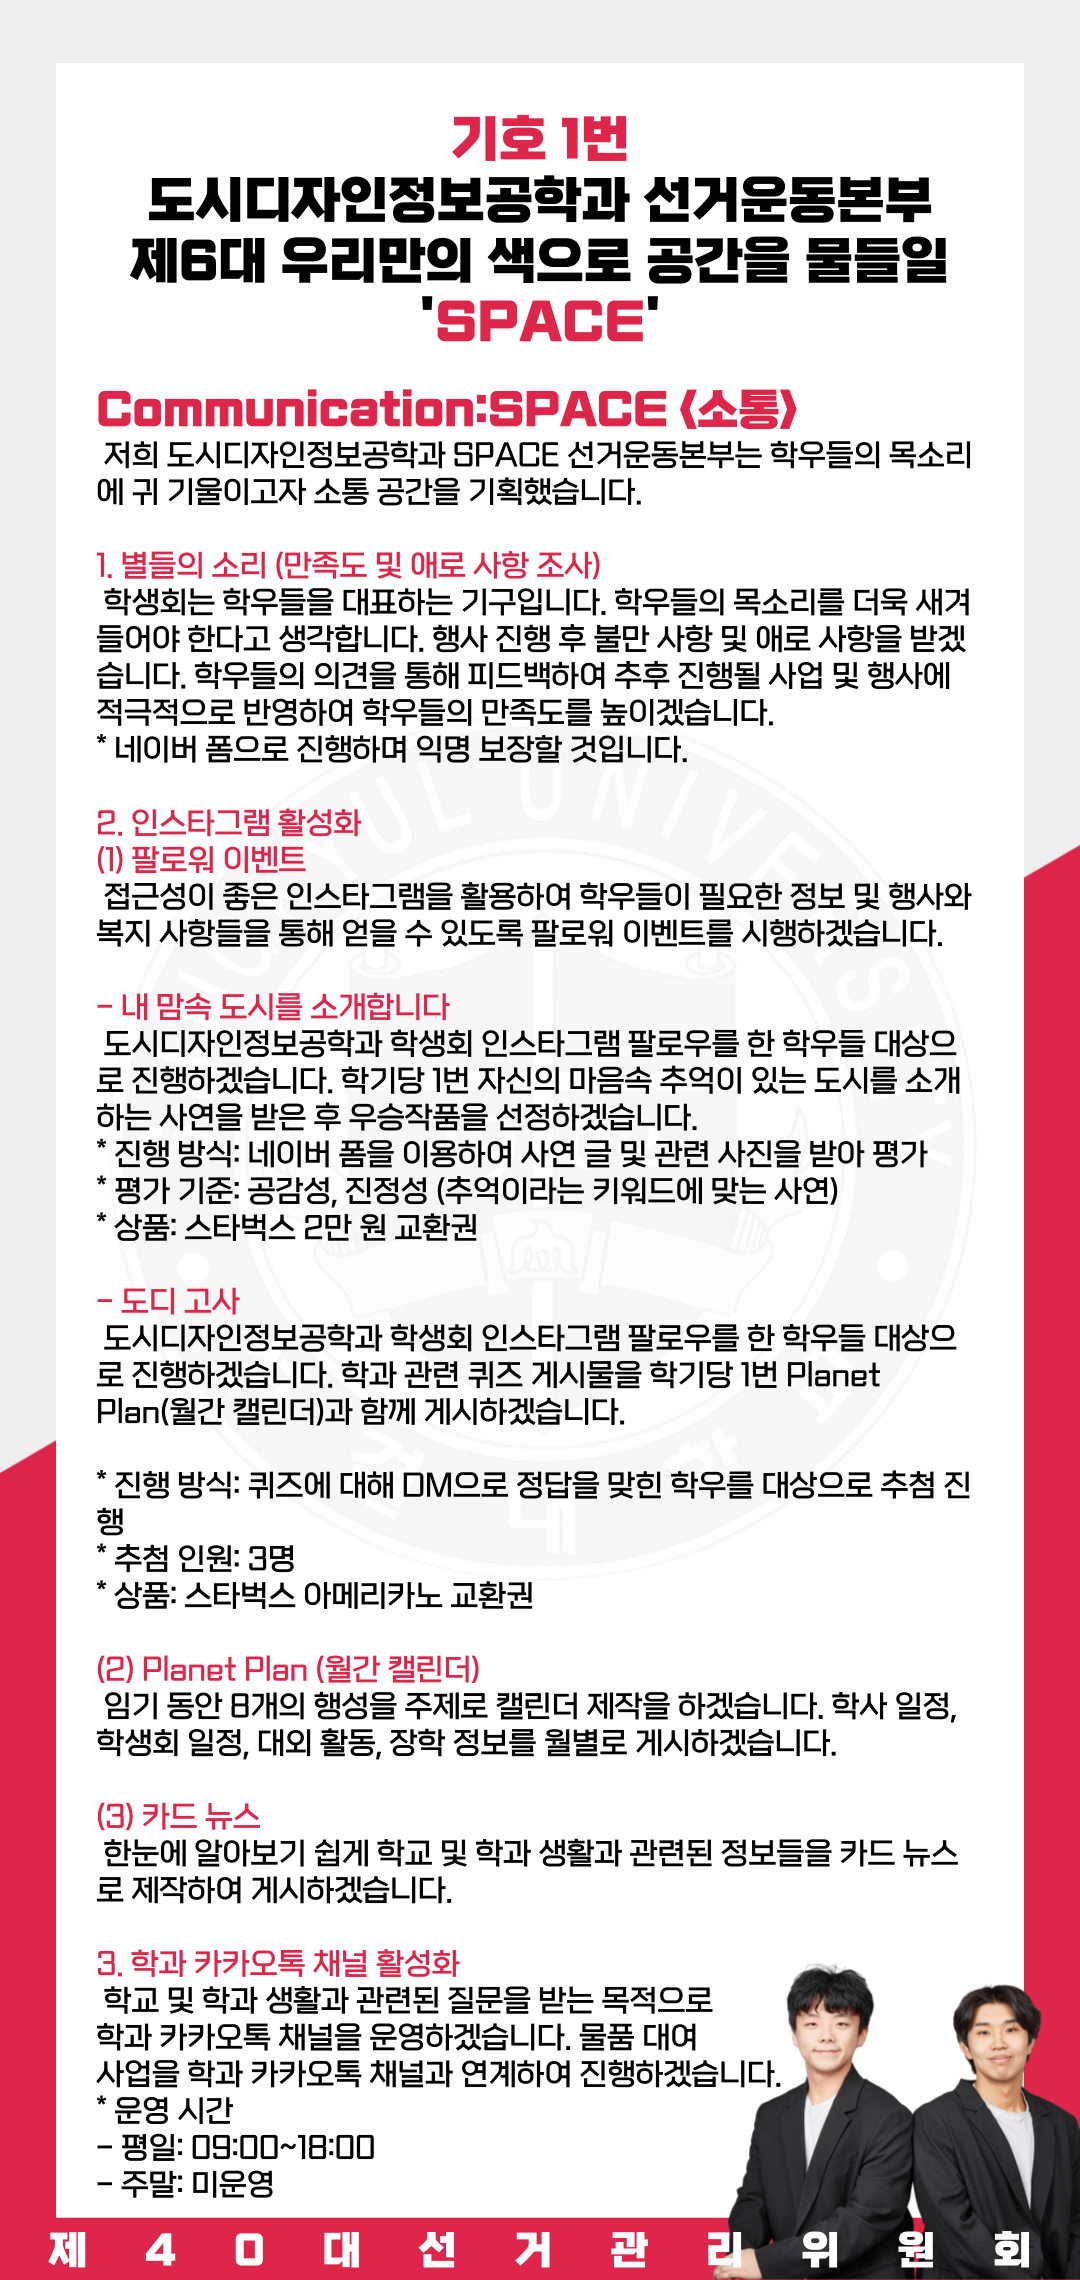 기호 1번
도시디자인정보공학과 선거운동본부
제6대 우리만의 색으로 공간을 물들일
'SPACE'
Communication:SPACE <소통>
저희 도시디자인정보공학과 SPACE 선거운동본부는 학우들의 목소리
에 귀 기울이고자 소통 공간을 기획했습니다.
1. 별들의 소리 (만족도 및 애로 사항 조사)
학생회는 학우들을 대표하는 기구입니다. 학우들의 목소리를 더욱 새겨
들어야 한다고 생각합니다. 행사 진행 후 불만 사항 및 애로 사항을 받겠
습니다. 학우들의 의견을 통해 피드백하여 추후 진행될 사업 및 행사에
적극적으로 반영하여 학우들의 만족도를 높이겠습니다.
* 네이버 폼으로 진행하며 익명 보장할 것입니다.
2. 인스타그램 활성화
(1) 팔로워 이벤트
접근성이 좋은 인스타그램을 활용하여 학우들이 필요한 정보 및 행사와
복지 사항들을 통해 얻을 수 있도록 팔로워 이벤트를 시행하겠습니다.
- 내 맘속 도시를 소개합니다
도시디자인정보공학과 학생회 인스타그램 팔로우를 한 학우들 대상으
로 진행하겠습니다. 학기당 1번 자신의 마음속 추억이 있는 도시를 소개
하는 사연을 받은 후 우승작품을 선정하겠습니다.
* 진행 방식: 네이버 폼을 이용하여 사연 글 및 관련 사진을 받아 평가
* 평가 기준: 공감성, 진정성 (추억이라는 키워드에 맞는 사연)
* 상품: 스타벅스 2만 원 교환권
- 도디 고사
도시디자인정보공학과 학생회 인스타그램 팔로우를 한 학우들 대상으
로 진행하겠습니다. 학과 관련 퀴즈 게시물을 학기당 1번 Planet
Plan(월간 캘린더)과 함께 게시하겠습니다.
* 진행 방식: 퀴즈에 대해 DM으로 정답을 맞힌 학우를 대상으로 추첨 진
행
* 추첨 인원: 3명
* 상품: 스타벅스 아메리카노 교환권
(2) Planet Plan (월간 캘린더)
임기 동안 8개의 행성을 주제로 캘린더 제작을 하겠습니다. 학사 일정,
학생회 일정, 대외 활동, 장학 정보를 월별로 게시하겠습니다.
(3) 카드 뉴스
한눈에 알아보기 쉽게 학교 및 학과 생활과 관련된 정보들을 카드 뉴스
로 제작하여 게시하겠습니다.
3. 학과 카카오톡 채널 활성화
학교 및 학과 생활과 관련된 질문을 받는 목적으로
학과 카카오톡 채널을 운영하겠습니다. 물품 대여
사업을 학과 카카오톡 채널과 연계하여 진행하겠습니다.
* 운영 시간
- 평일: 09:00~18:00
- 주말: 미운영
제40대선거관리위원회